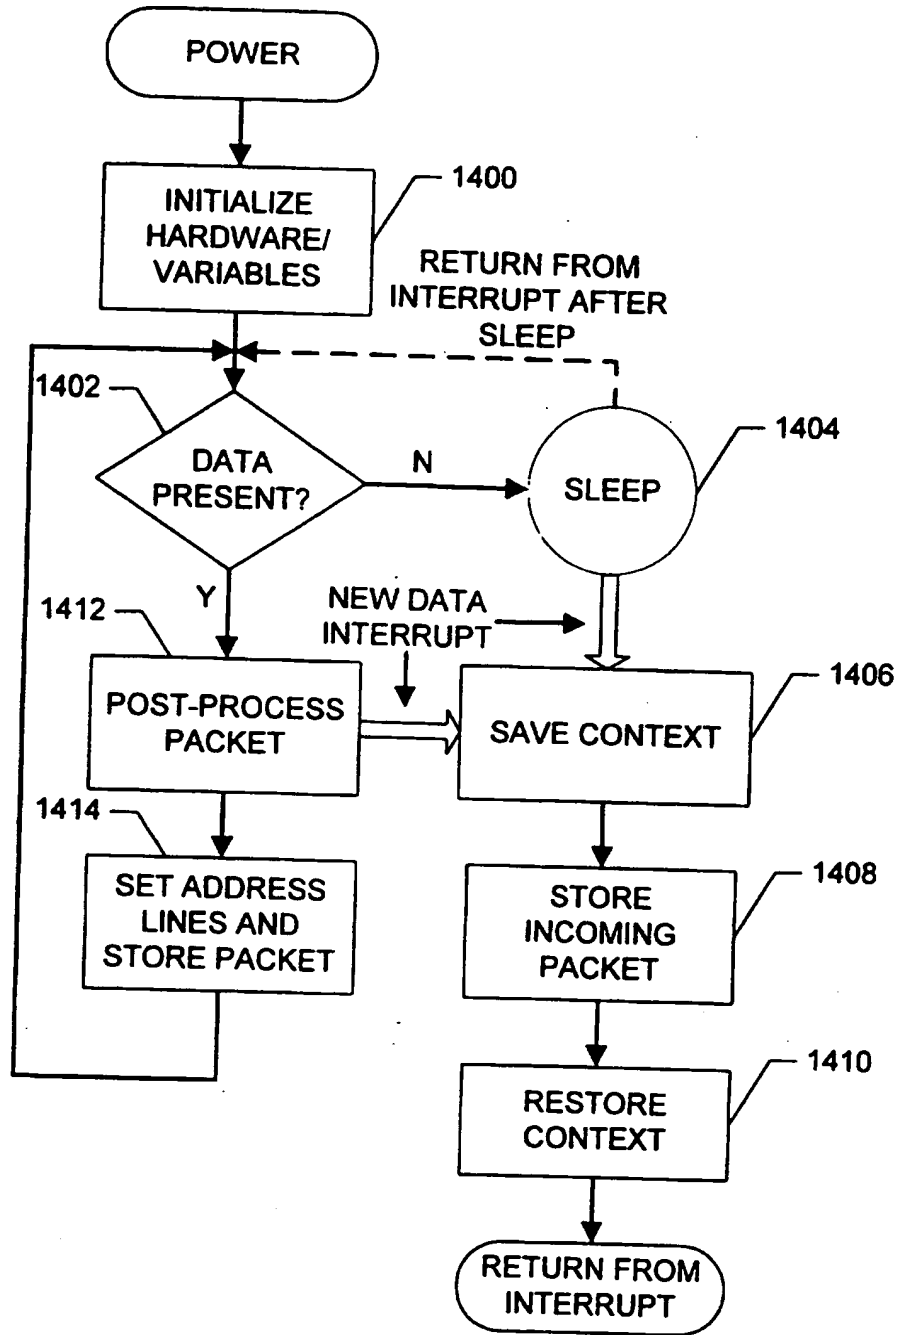 POWER
1400
INITIALIZE
HARDWARE/
VARIABLES
RETURN FROM
INTERRUPT AFTER
SLEEP
1402
DATA
PRESENT?
N
SLEEP
1404
Y
1412
NEW DATA
INTERRUPT
1406
POST-PROCESS
PACKET
SAVE CONTEXT
1414
SET ADDRESS
LINES AND
STORE PACKET
1408
STORE
INCOMING
PACKET
1410
RESTORE
CONTEXT
RETURN FROM
INTERRUPT